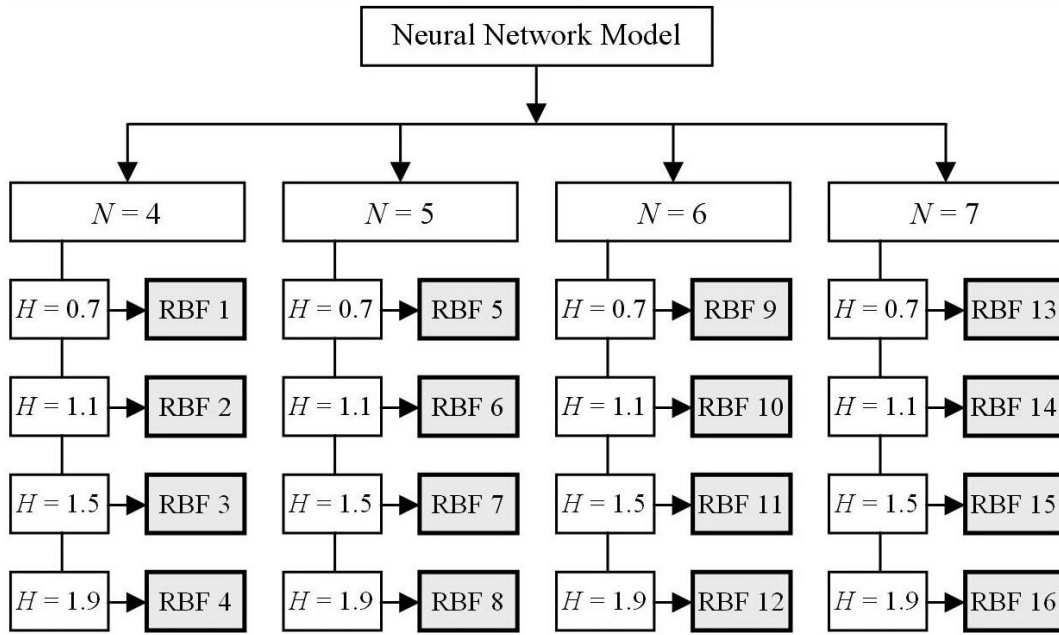 Neural Network Model
N = 4
N = 5
N = 6
N = 7
H = 0.7
RBF 1
H = 0.7
RBF 5
H = 0.7
RBF 9
H = 0.7
RBF 13
H = 1.1
RBF 2
H = 1.1
RBF 6
H = 1.1
RBF 10
H = 1.1
RBF 14
H = 1.5
RBF 3
H = 1.5
RBF 7
H = 1.5
RBF 11
H = 1.5
RBF 15
H = 1.9
RBF 4
H = 1.9
RBF 8
H = 1.9
RBF 12
H = 1.9
RBF 16